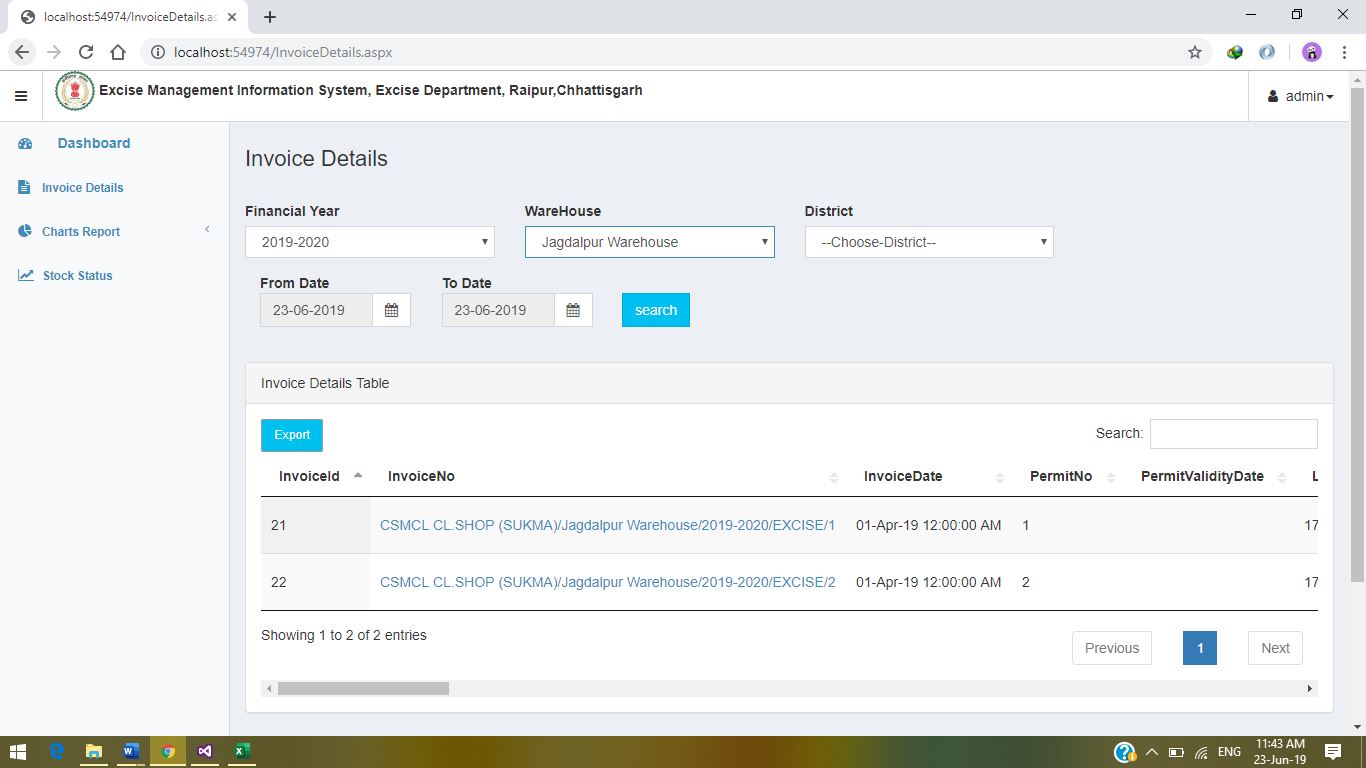 localhost:54974/InvoiceDetails.as
localhost:54974/InvoiceDetails.aspx
Excise Management Information System, Excise Department, Raipur,Chhattisgarh
admin
Dashboard
Invoice Details
Charts Report
Stock Status
Invoice Details
Financial Year WareHouse District
2019-2020 Jagdalpur Warehouse --Choose-District--
From Date To Date
23-06-2019 23-06-2019 search
Invoice Details Table
Export Search:
InvoiceId InvoiceNo InvoiceDate PermitNo PermitValidityDate L
21 CSMCL CL.SHOP (SUKMA)/Jagdalpur Warehouse/2019-2020/EXCISE/1 01-Apr-19 12:00:00 AM 1 17
22 CSMCL CL.SHOP (SUKMA)/Jagdalpur Warehouse/2019-2020/EXCISE/2 01-Apr-19 12:00:00 AM 2 17
Showing 1 to 2 of 2 entries Previous 1 Next
ENG 11:43 AM
23-Jun-19